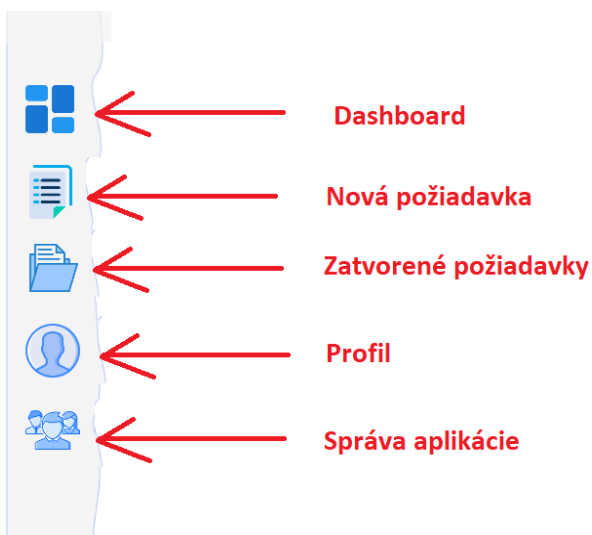 Dashboard
Nová požiadavka
Zatvorené požiadavky
Profil
Správa aplikácie